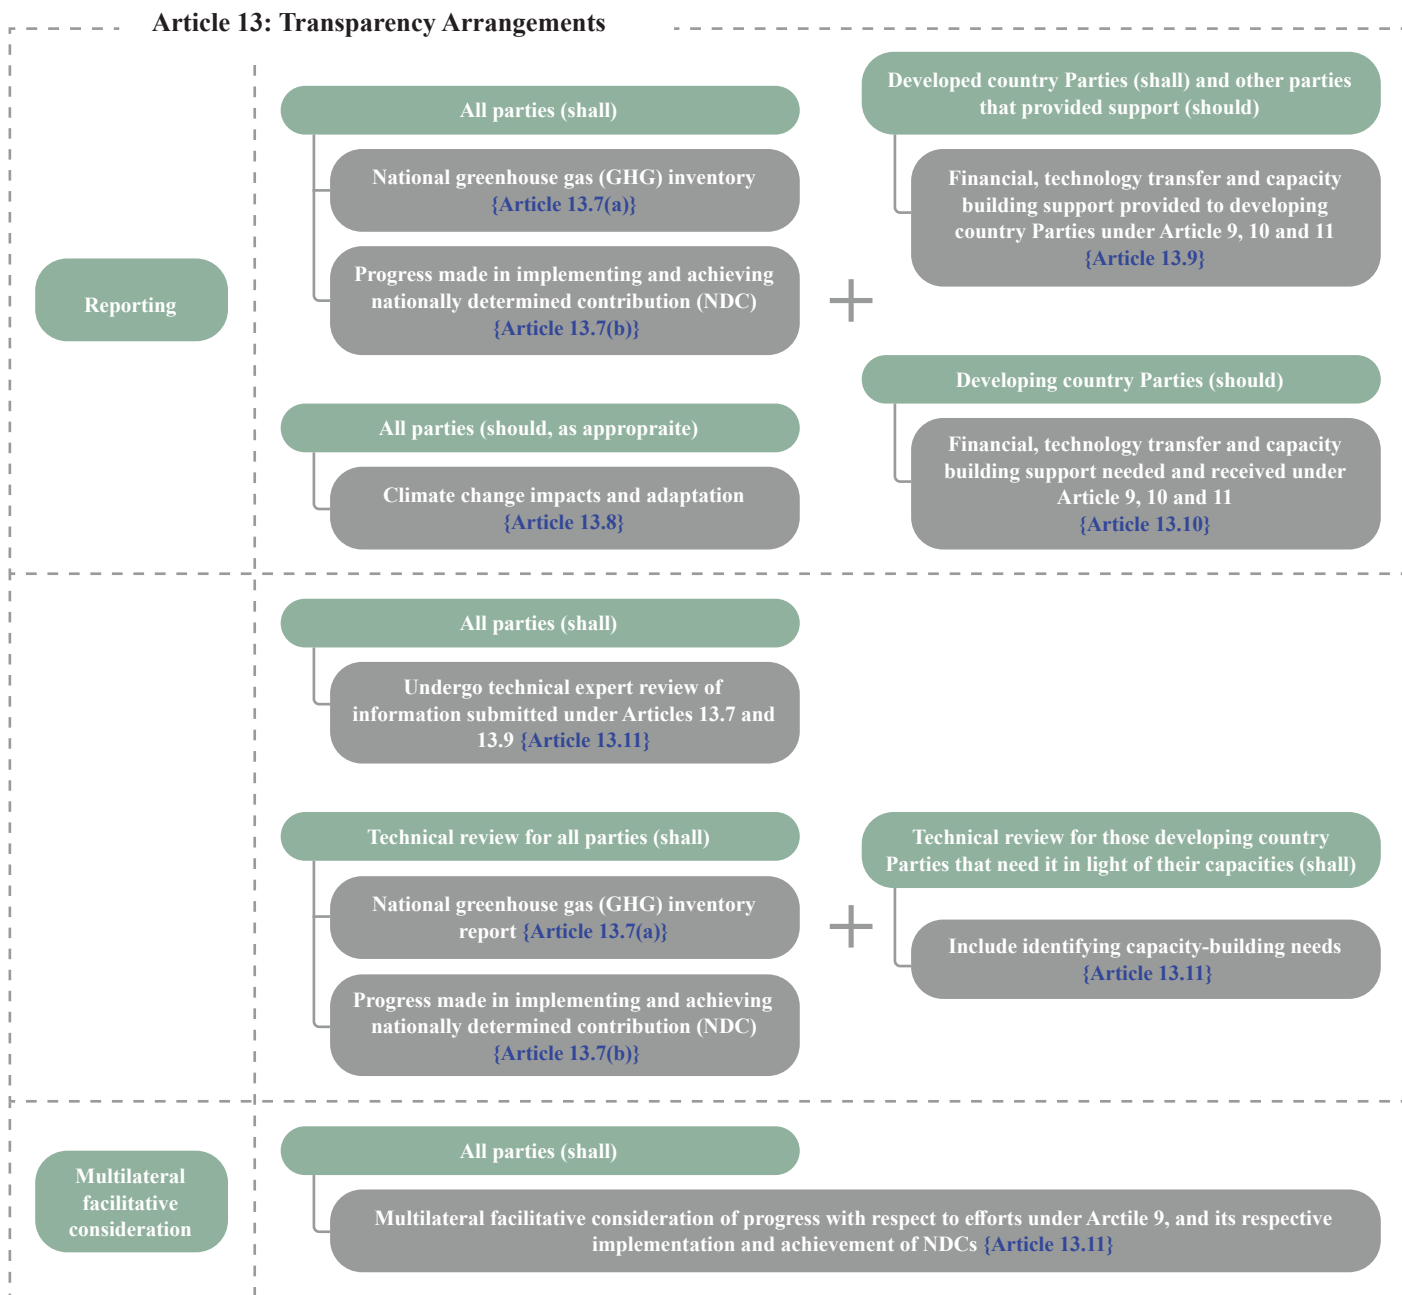 Article 13: Transparency Arrangements
Reporting
All parties (shall)
National greenhouse gas (GHG) inventory
{Article 13.7(a)}
Progress made in implementing and achieving
nationally determined contribution (NDC)
{Article 13.7(b)}
All parties (should, as appropraite)
Climate change impacts and adaptation
{Article 13.8}
+
Developed country Parties (shall) and other parties
that provided support (should)
Financial, technology transfer and capacity
building support provided to developing
country Parties under Article 9, 10 and 11
{Article 13.9}
Developing country Parties (should)
Financial, technology transfer and capacity
building support needed and received under
Article 9, 10 and 11
{Article 13.10}
All parties (shall)
Undergo technical expert review of
information submitted under Articles 13.7 and
13.9 {Article 13.11}
Technical review for all parties (shall)
National greenhouse gas (GHG) inventory
report {Article 13.7(a)}
Progress made in implementing and achieving
nationally determined contribution (NDC)
{Article 13.7(b)}
+
Technical review for those developing country
Parties that need it in light of their capacities (shall)
Include identifying capacity-building needs
{Article 13.11}
Multilateral
facilitative
consideration
All parties (shall)
Multilateral facilitative consideration of progress with respect to efforts under Arctile 9, and its respective
implementation and achievement of NDCs {Article 13.11}